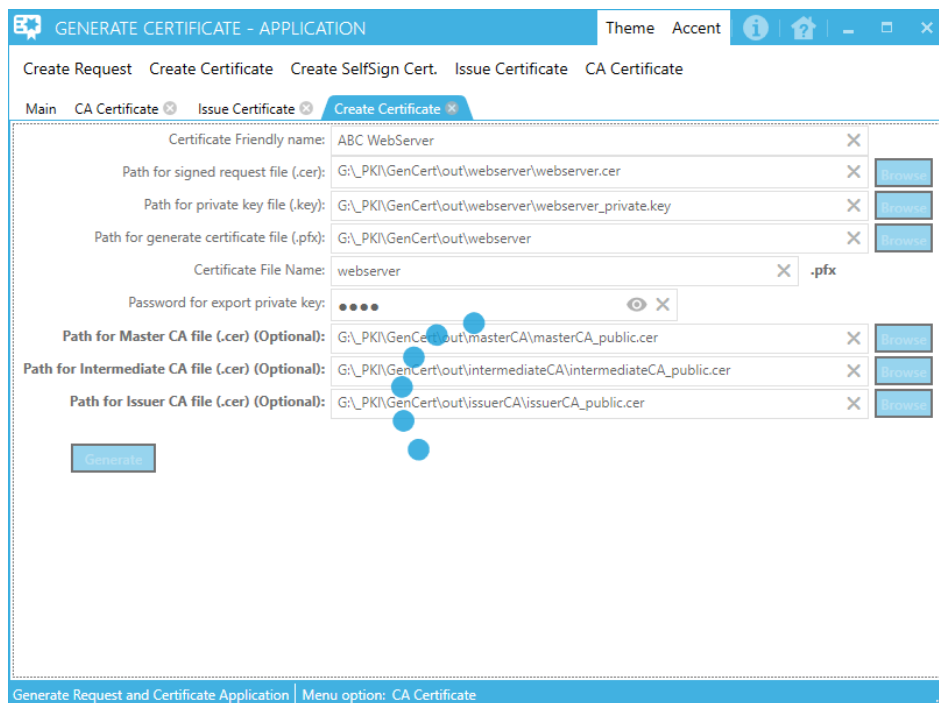 GENERATE CERTIFICATE - APPLICATION Theme Accent
Create Request Create Certificate Create SelfSign Cert. Issue Certificate CA Certificate
Main CA Certificate Issue Certificate Create Certificate
Certificate Friendly name: ABC WebServer
Path for signed request file (.cer): G:\_PKI\GenCert\out\webserver\webserver.cer Browse
Path for private key file (.key): G:\_PKI\GenCert\out\webserver\webserver_private.key Browse
Path for generate certificate file (.pfx): G:\_PKI\GenCert\out\webserver Browse
Certificate File Name: webserver .pfx
Password for export private key: ●●●●
Path for Master CA file (.cer) (Optional): G:\_PKI\GenCert\out\masterCA\masterCA_public.cer Browse
Path for Intermediate CA file (.cer) (Optional): G:\_PKI\GenCert\out\intermediateCA\intermediateCA_public.cer Browse
Path for Issuer CA file (.cer) (Optional): G:\_PKI\GenCert\out\issuerCA\issuerCA_public.cer Browse
Generate
Generate Request and Certificate Application Menu option: CA Certificate